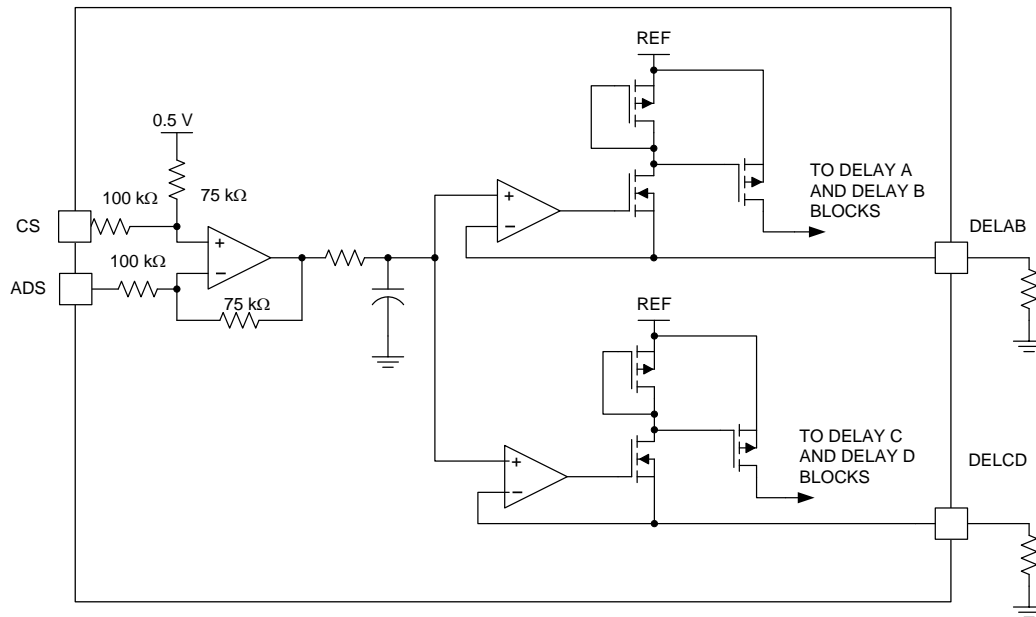 REF
0.5 V
100 kΩ
75 kΩ
CS
+
−
100 kΩ
ADS
75 kΩ
+
−
TO DELAY A
AND DELAY B
BLOCKS
DELAB
REF
+
−
TO DELAY C
AND DELAY D
BLOCKS
DELCD